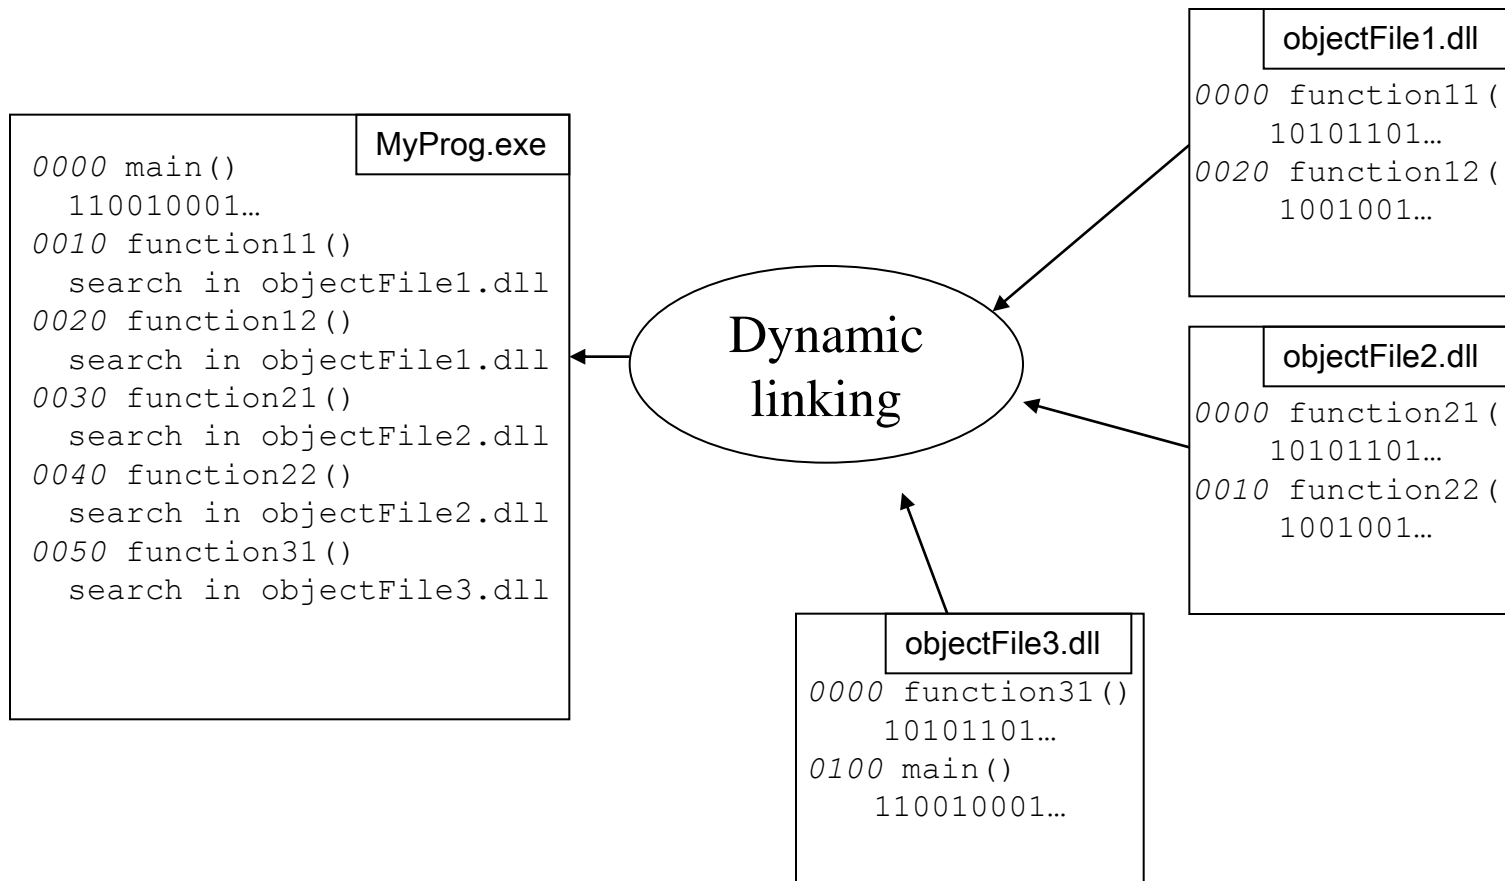 MyProg.exe
0000 main()
110010001…
0010 function11()
search in objectFile1.dll
0020 function12()
search in objectFile1.dll
0030 function21()
search in objectFile2.dll
0040 function22()
search in objectFile2.dll
0050 function31()
search in objectFile3.dll
Dynamic
linking
objectFile1.dll
0000 function11(
10101101…
0020 function12(
1001001…
objectFile2.dll
0000 function21(
10101101…
0010 function22(
1001001…
objectFile3.dll
0000 function31()
10101101…
0100 main()
110010001…